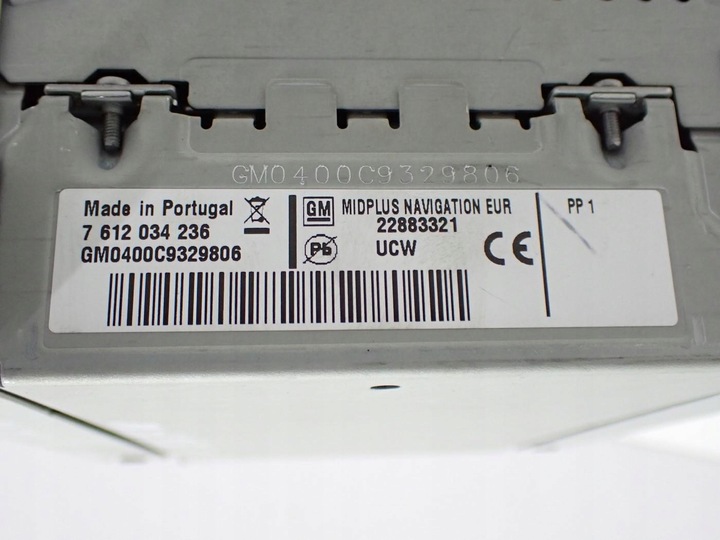 GM0400C9329806
Made in Portugal
7 612 034 236
GM0400C9329806
GM MIDPLUS NAVIGATION EUR
22883321
Pb UCW
CE
PP 1